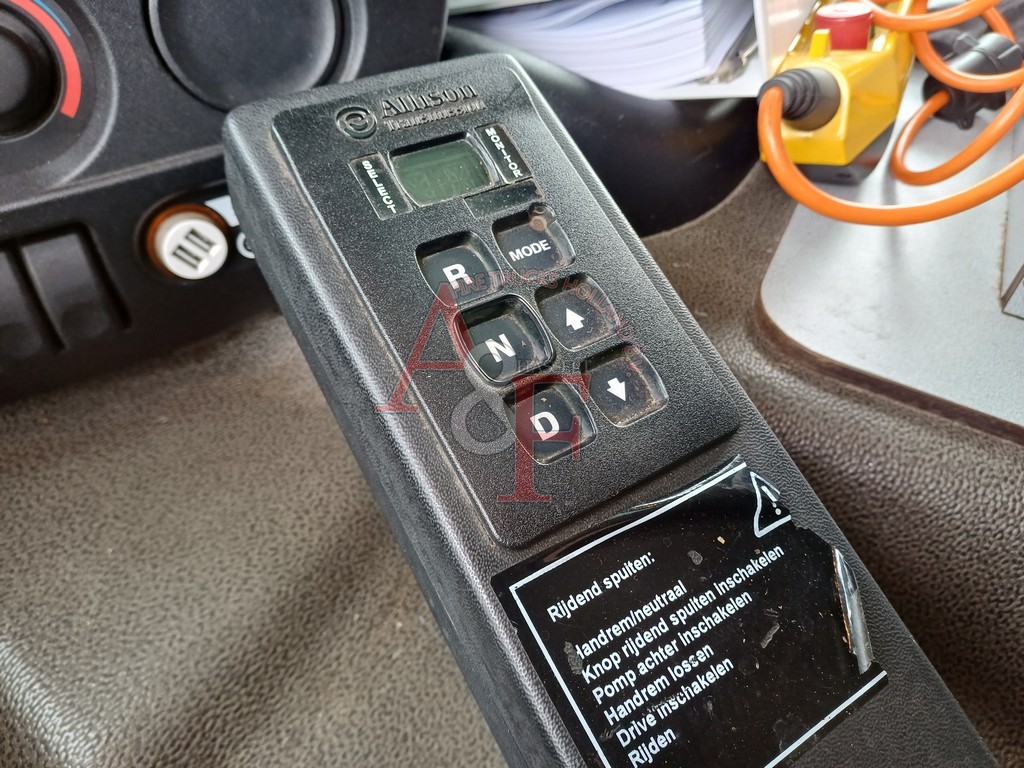 Allison
Transmission
SELECT
MONITOR
R
MODE
N
D
A&F
Rijdend spuiten:
Handrem/neutraal
Knop rijdend spuiten inschakelen
Pomp achter inschakelen
Handrem lossen
Drive inschakelen
Rijden